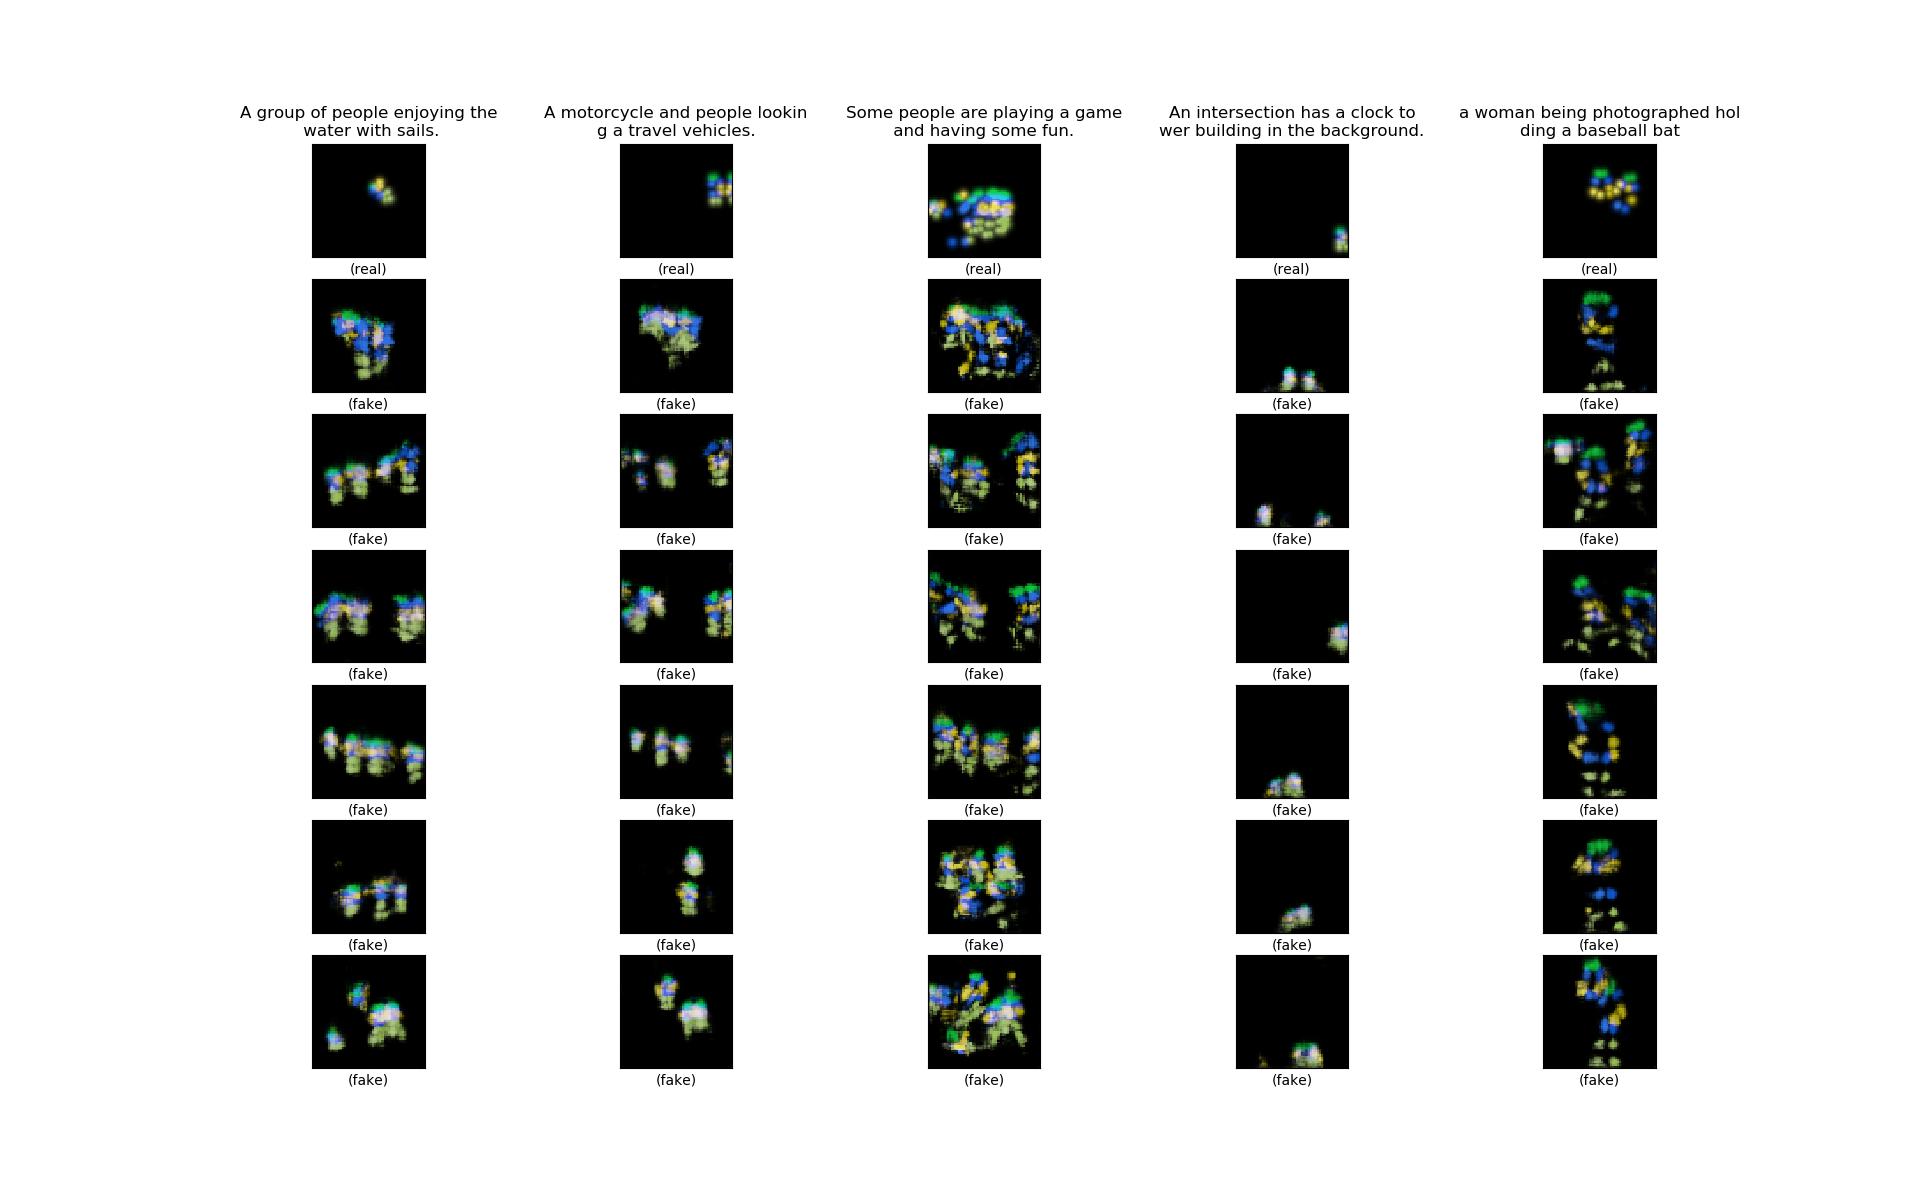 A group of people enjoying the
water with sails.
A motorcycle and people lookin
g a travel vehicles.
Some people are playing a game
and having some fun.
An intersection has a clock to
wer building in the background.
a woman being photographed hol
ding a baseball bat
(real) (real) (real) (real) (real)
(fake) (fake) (fake) (fake) (fake)
(fake) (fake) (fake) (fake) (fake)
(fake) (fake) (fake) (fake) (fake)
(fake) (fake) (fake) (fake) (fake)
(fake) (fake) (fake) (fake) (fake)
(fake) (fake) (fake) (fake) (fake)